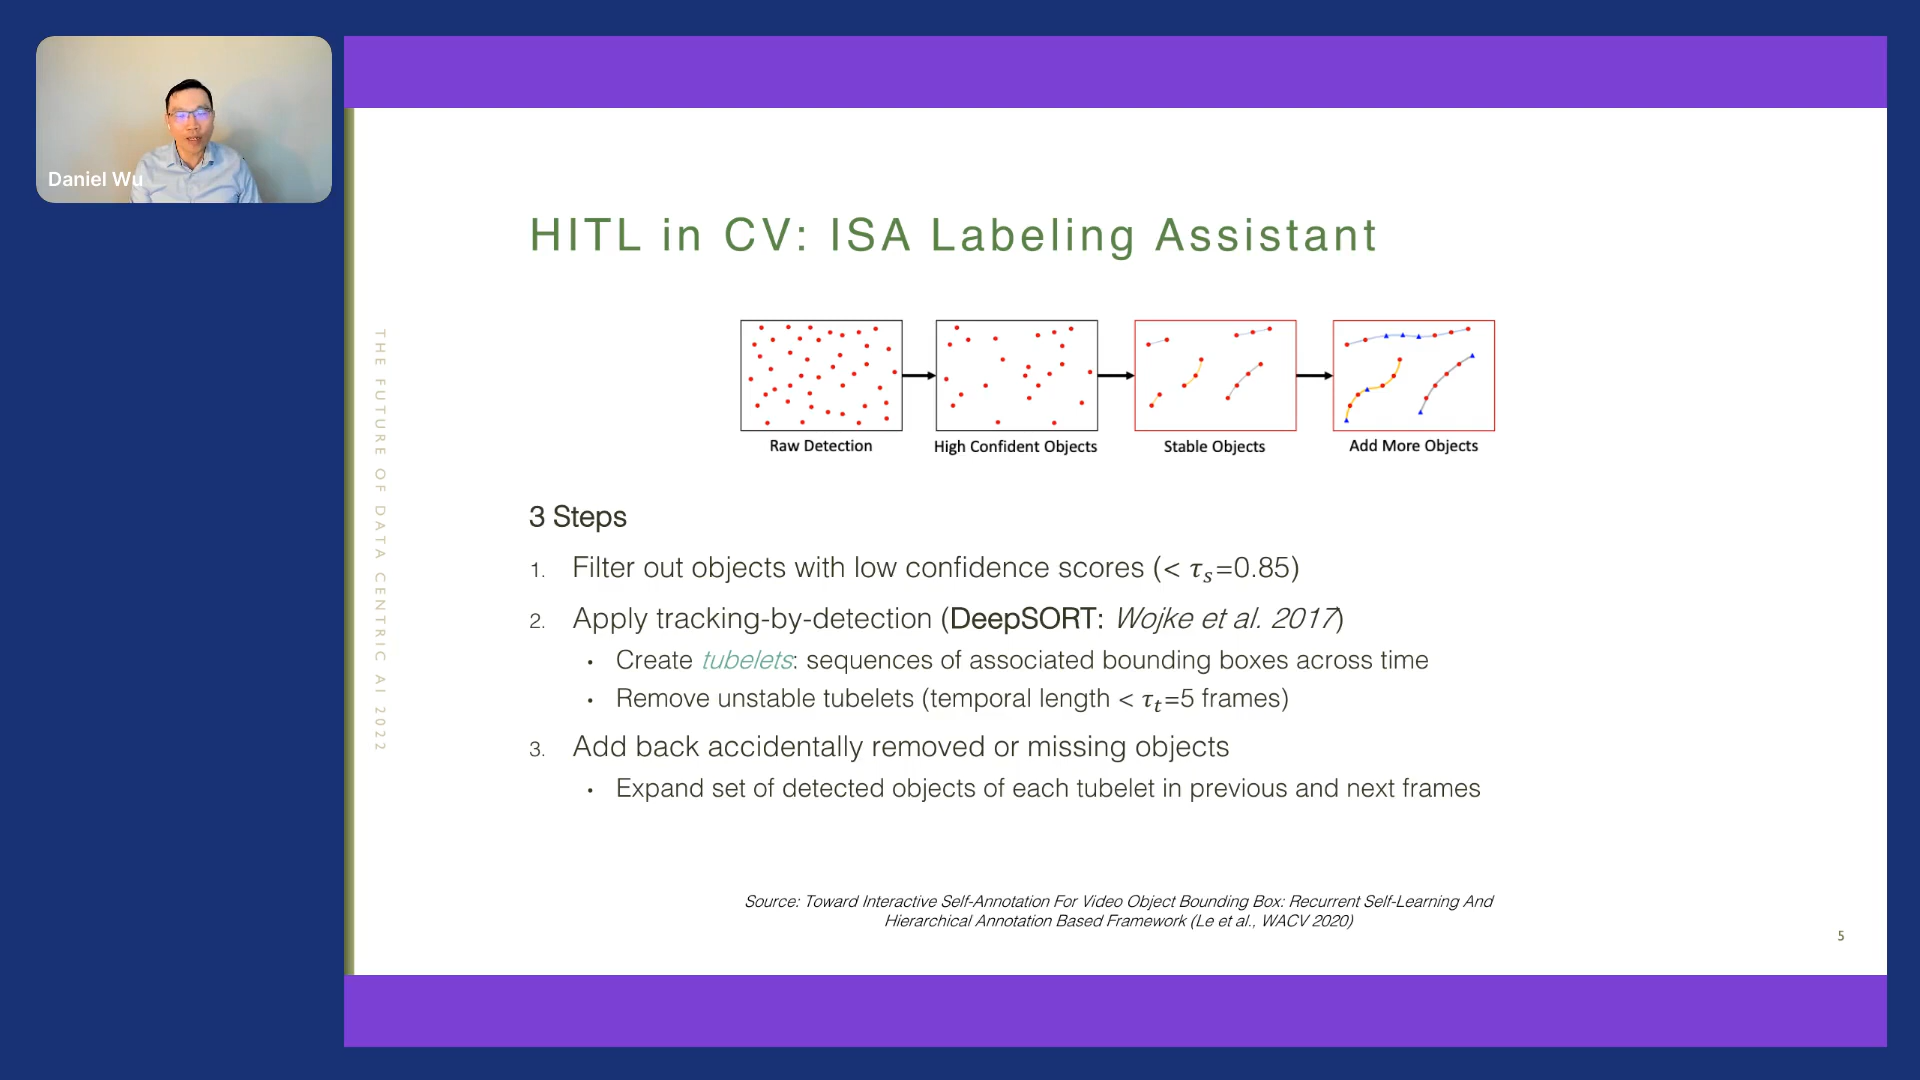 Daniel Wu
THE FUTURE OF DATA CENTRIC AI 2022
HITL in CV: ISA Labeling Assistant
Raw Detection
High Confident Objects
Stable Objects
Add More Objects
3 Steps
1. Filter out objects with low confidence scores (< τₛ=0.85)
2. Apply tracking-by-detection (DeepSORT: Wojke et al. 2017)
• Create tubelets: sequences of associated bounding boxes across time
• Remove unstable tubelets (temporal length < τₜ=5 frames)
3. Add back accidentally removed or missing objects
• Expand set of detected objects of each tubelet in previous and next frames
Source: Toward Interactive Self-Annotation For Video Object Bounding Box: Recurrent Self-Learning And
Hierarchical Annotation Based Framework (Le et al., WACV 2020)
5